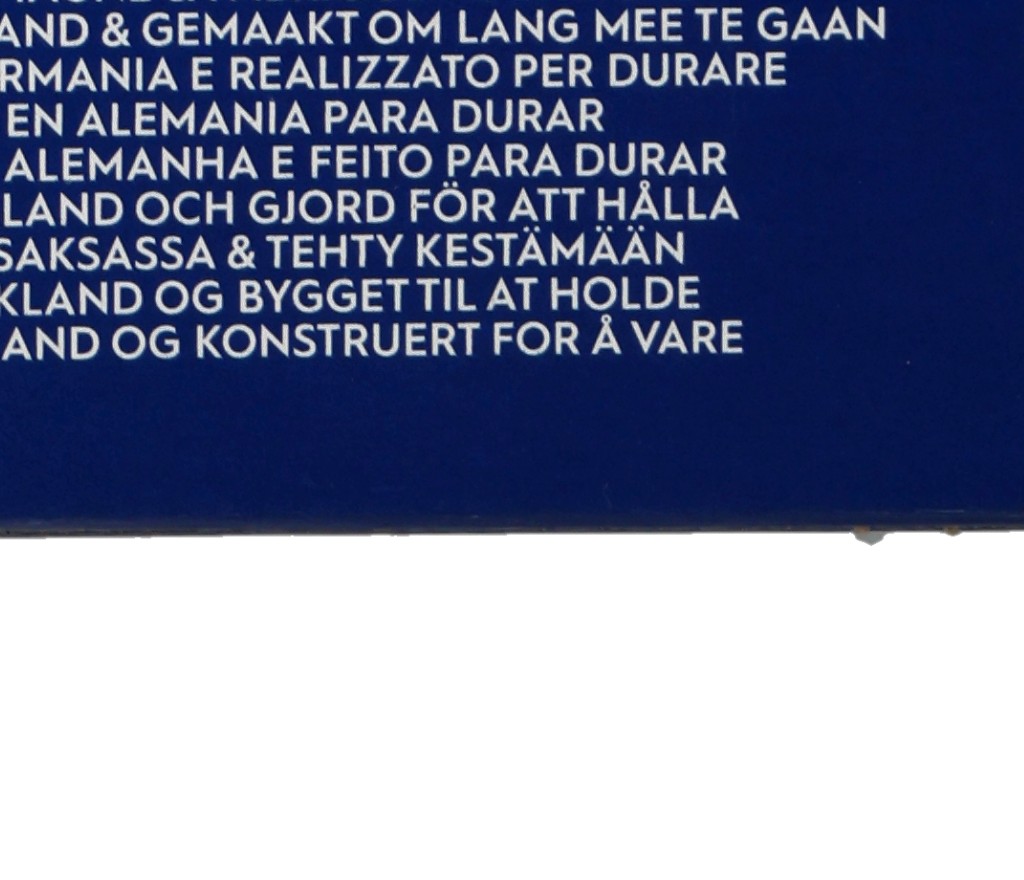 AND & GEMAAKT OM LANG MEE TE GAAN
RMANIA E REALIZZATO PER DURARE
EN ALEMANIA PARA DURAR
ALEMANHA E FEITO PARA DURAR
LAND OCH GJORD FÖR ATT HÅLLA
SAKSASSA & TEHTY KESTÄMÄÄN
KLAND OG BYGGET TIL AT HOLDE
AND OG KONSTRUERT FOR Å VARE